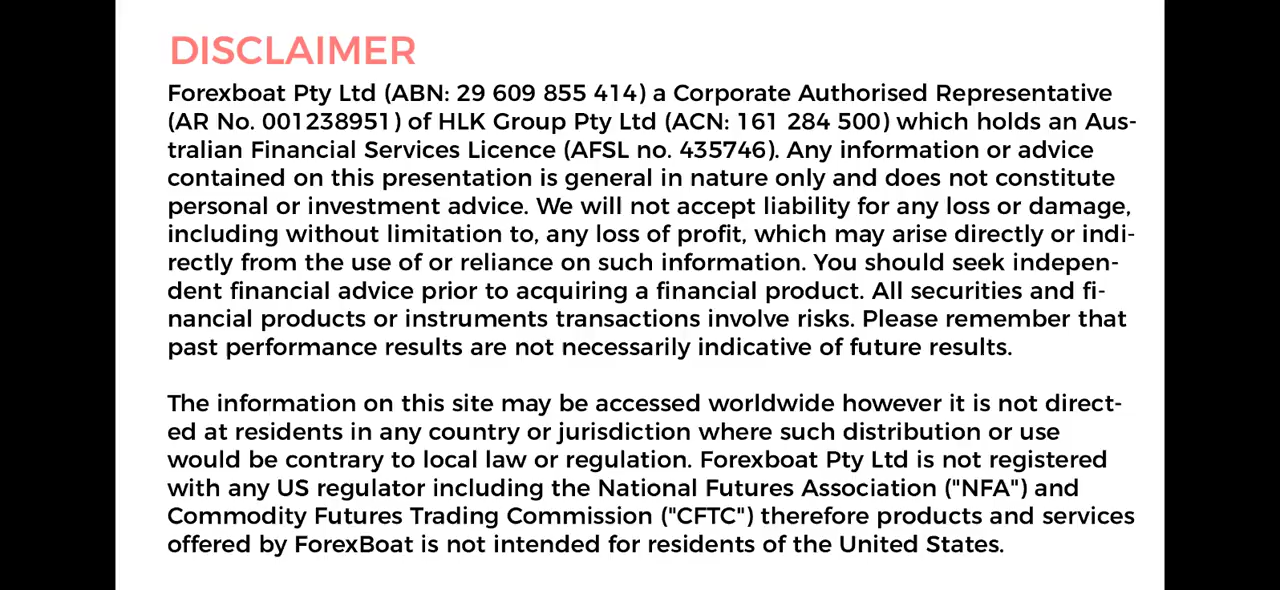 DISCLAIMER
Forexboat Pty Ltd (ABN: 29 609 855 414) a Corporate Authorised Representative
(AR No. 001238951) of HLK Group Pty Ltd (ACN: 161 284 500) which holds an Aus-
tralian Financial Services Licence (AFSL no. 435746). Any information or advice
contained on this presentation is general in nature only and does not constitute
personal or investment advice. We will not accept liability for any loss or damage,
including without limitation to, any loss of profit, which may arise directly or indi-
rectly from the use of or reliance on such information. You should seek indepen-
dent financial advice prior to acquiring a financial product. All securities and fi-
nancial products or instruments transactions involve risks. Please remember that
past performance results are not necessarily indicative of future results.
The information on this site may be accessed worldwide however it is not direct-
ed at residents in any country or jurisdiction where such distribution or use
would be contrary to local law or regulation. Forexboat Pty Ltd is not registered
with any US regulator including the National Futures Association ("NFA") and
Commodity Futures Trading Commission ("CFTC") therefore products and services
offered by ForexBoat is not intended for residents of the United States.